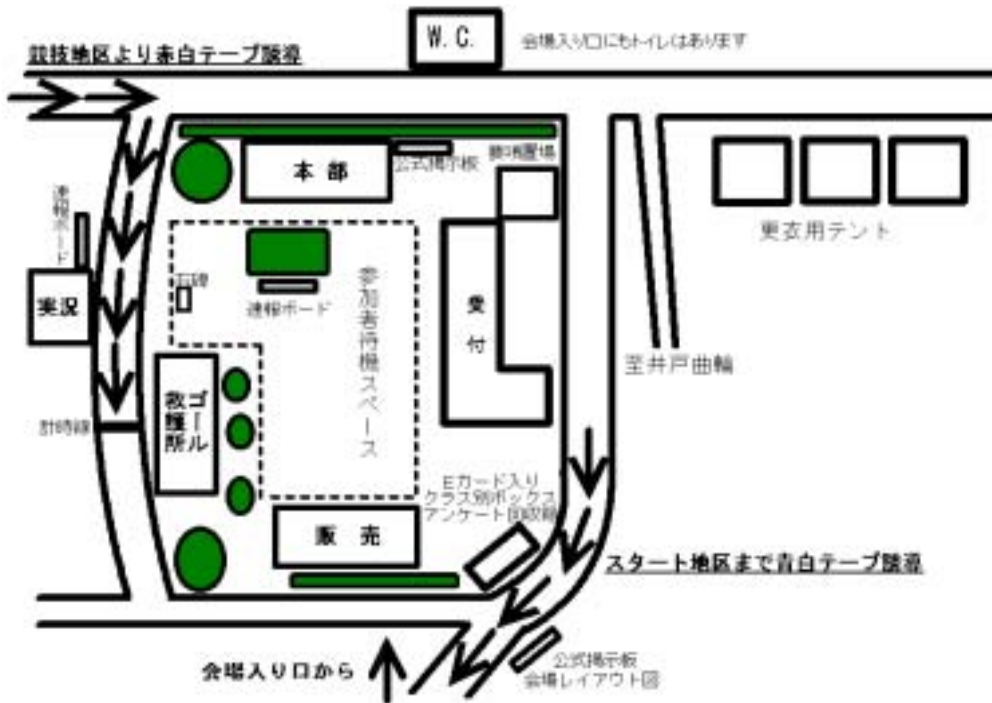 W.C.
会場入り口にもトイレはあります
競技地区より赤白テープ誘導
本部
公式掲示板
速報ボード
更衣用テント
石碑
実況
速報ボード
参加者待機スペース
受付
至井戸曲輪
ゴール
救護所
計時線
Eカード入り
クラス別ボックス
アンケート回収箱
販売
スタート地区まで青白テープ誘導
会場入り口から
公式掲示板
会場レイアウト図